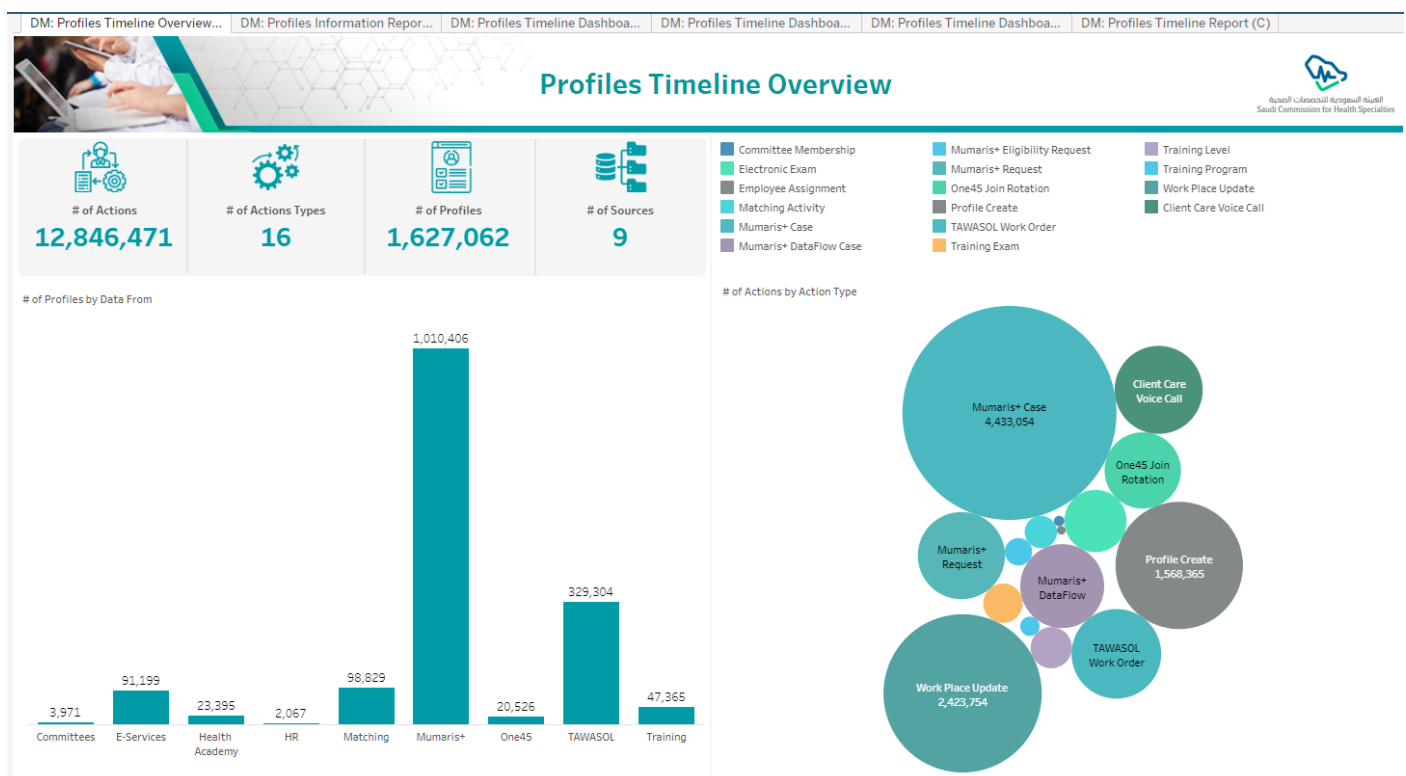 DM: Profiles Timeline Overview...
DM: Profiles Information Repor...
DM: Profiles Timeline Dashboa...
DM: Profiles Timeline Dashboa...
DM: Profiles Timeline Dashboa...
DM: Profiles Timeline Report (C)
Profiles Timeline Overview
الهيئة السعودية للتخصصات الصحية
Saudi Commission for Health Specialties
# of Actions
12,846,471
# of Actions Types
16
# of Profiles
1,627,062
# of Sources
9
Committee Membership
Electronic Exam
Employee Assignment
Matching Activity
Mumaris+ Case
Mumaris+ DataFlow Case
Mumaris+ Eligibility Request
Mumaris+ Request
One45 Join Rotation
Profile Create
TAWASOL Work Order
Training Exam
Training Level
Training Program
Work Place Update
Client Care Voice Call
# of Profiles by Data From
3,971
91,199
23,395
2,067
98,829
1,010,406
20,526
329,304
47,365
Committees
E-Services
Health
Academy
HR
Matching
Mumaris+
One45
TAWASOL
Training
# of Actions by Action Type
Mumaris+ Case
4,433,054
Client Care
Voice Call
One45 Join
Rotation
Mumaris+
Request
Profile Create
1,568,365
Mumaris+
DataFlow
TAWASOL
Work Order
Work Place Update
2,423,754